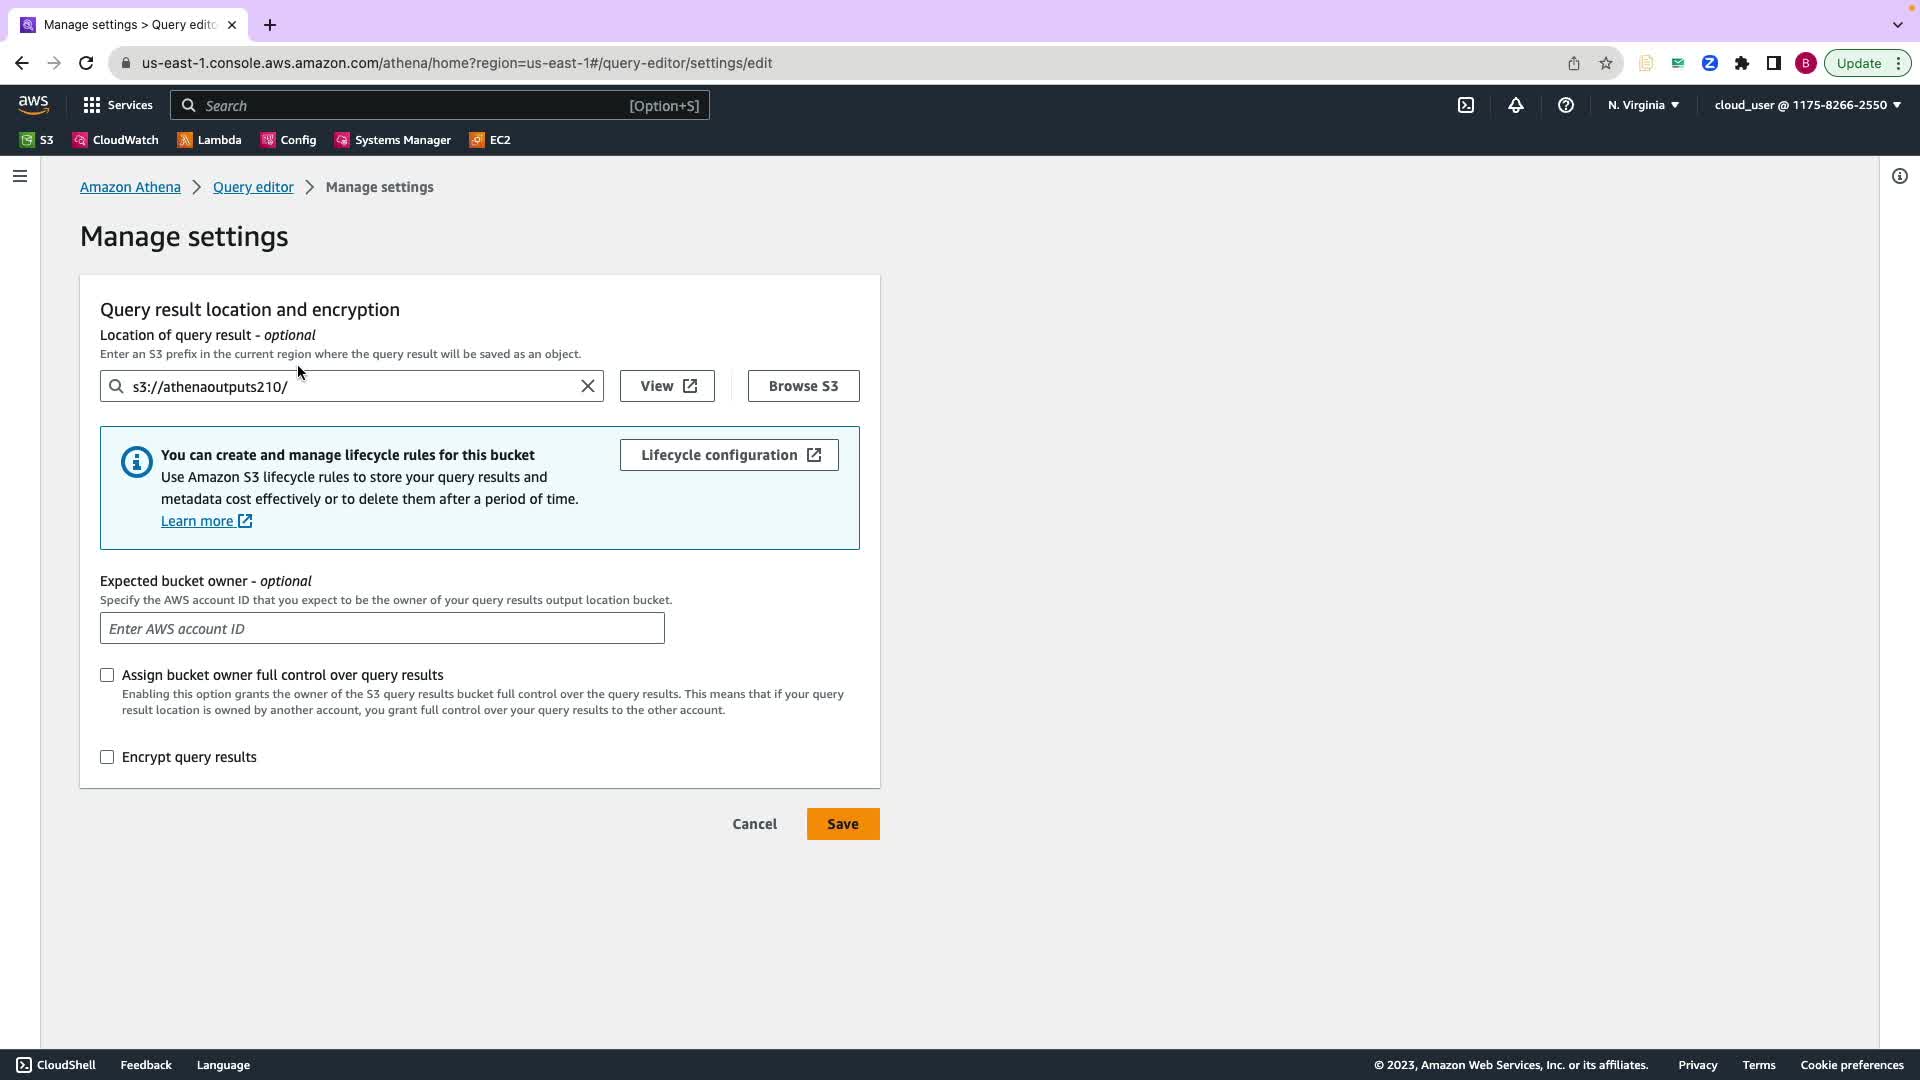 Manage settings > Query edito
us-east-1.console.aws.amazon.com/athena/home?region=us-east-1#/query-editor/settings/edit
B
Update
aws
Services
Search
[Option+S]
N. Virginia
cloud_user @ 1175-8266-2550
S3
CloudWatch
Lambda
Config
Systems Manager
EC2
Amazon Athena
Query editor
Manage settings
Manage settings
Query result location and encryption
Location of query result - optional
Enter an S3 prefix in the current region where the query result will be saved as an object.
s3://athenaoutputs210/
View
Browse S3
You can create and manage lifecycle rules for this bucket
Use Amazon S3 lifecycle rules to store your query results and
metadata cost effectively or to delete them after a period of time.
Learn more
Lifecycle configuration
Expected bucket owner - optional
Specify the AWS account ID that you expect to be the owner of your query results output location bucket.
Enter AWS account ID
Assign bucket owner full control over query results
Enabling this option grants the owner of the S3 query results bucket full control over the query results. This means that if your query
result location is owned by another account, you grant full control over your query results to the other account.
Encrypt query results
Cancel
Save
CloudShell
Feedback
Language
© 2023, Amazon Web Services, Inc. or its affiliates.
Privacy
Terms
Cookie preferences